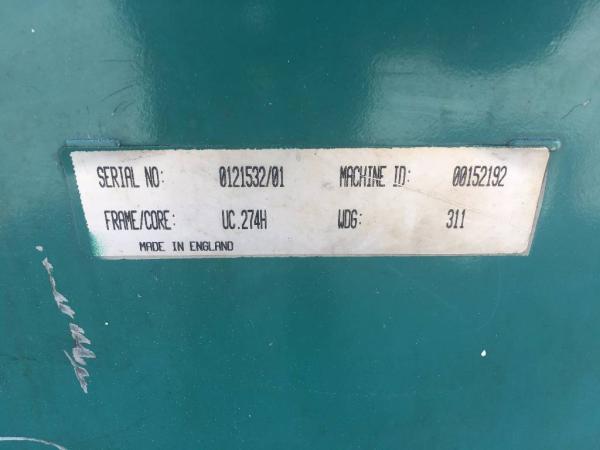 SERIAL NO: 0121532/01 MACHINE ID: 00152192
FRAME/CORE: UC.274H WDG: 311
MADE IN ENGLAND